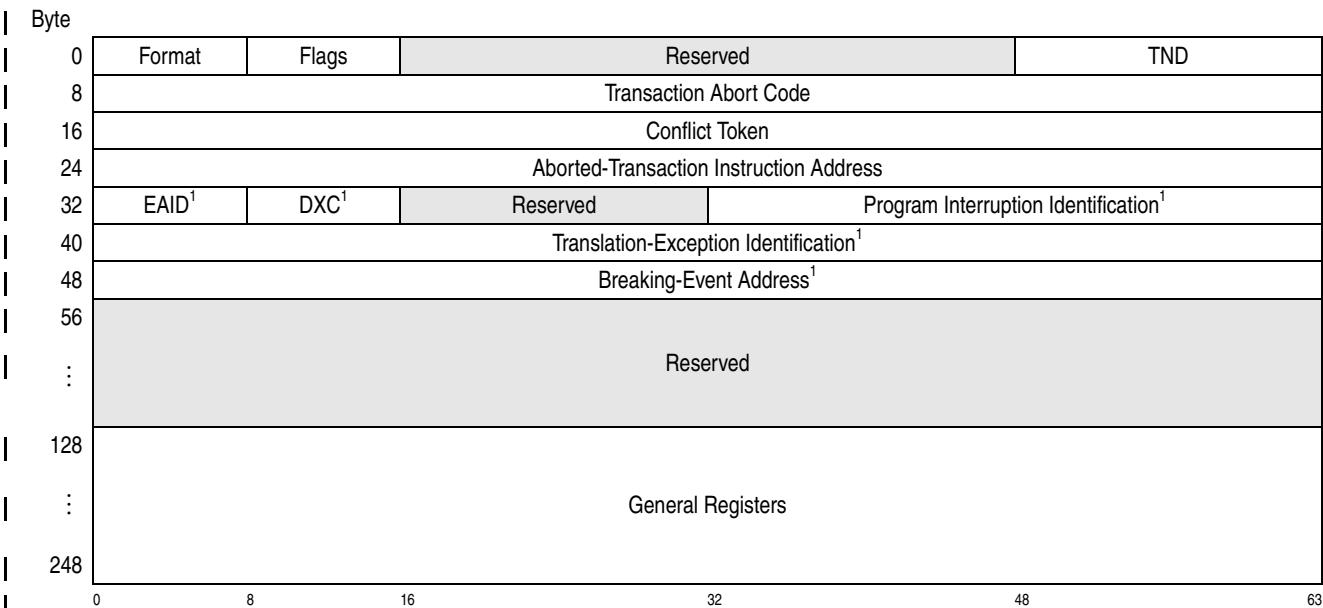 Byte
0 Format Flags Reserved TND
8 Transaction Abort Code
16 Conflict Token
24 Aborted-Transaction Instruction Address
32 EAID¹ DXC¹ Reserved Program Interruption Identification¹
40 Translation-Exception Identification¹
48 Breaking-Event Address¹
56
⋮ Reserved
128
⋮ General Registers
248
0 8 16 32 48 63